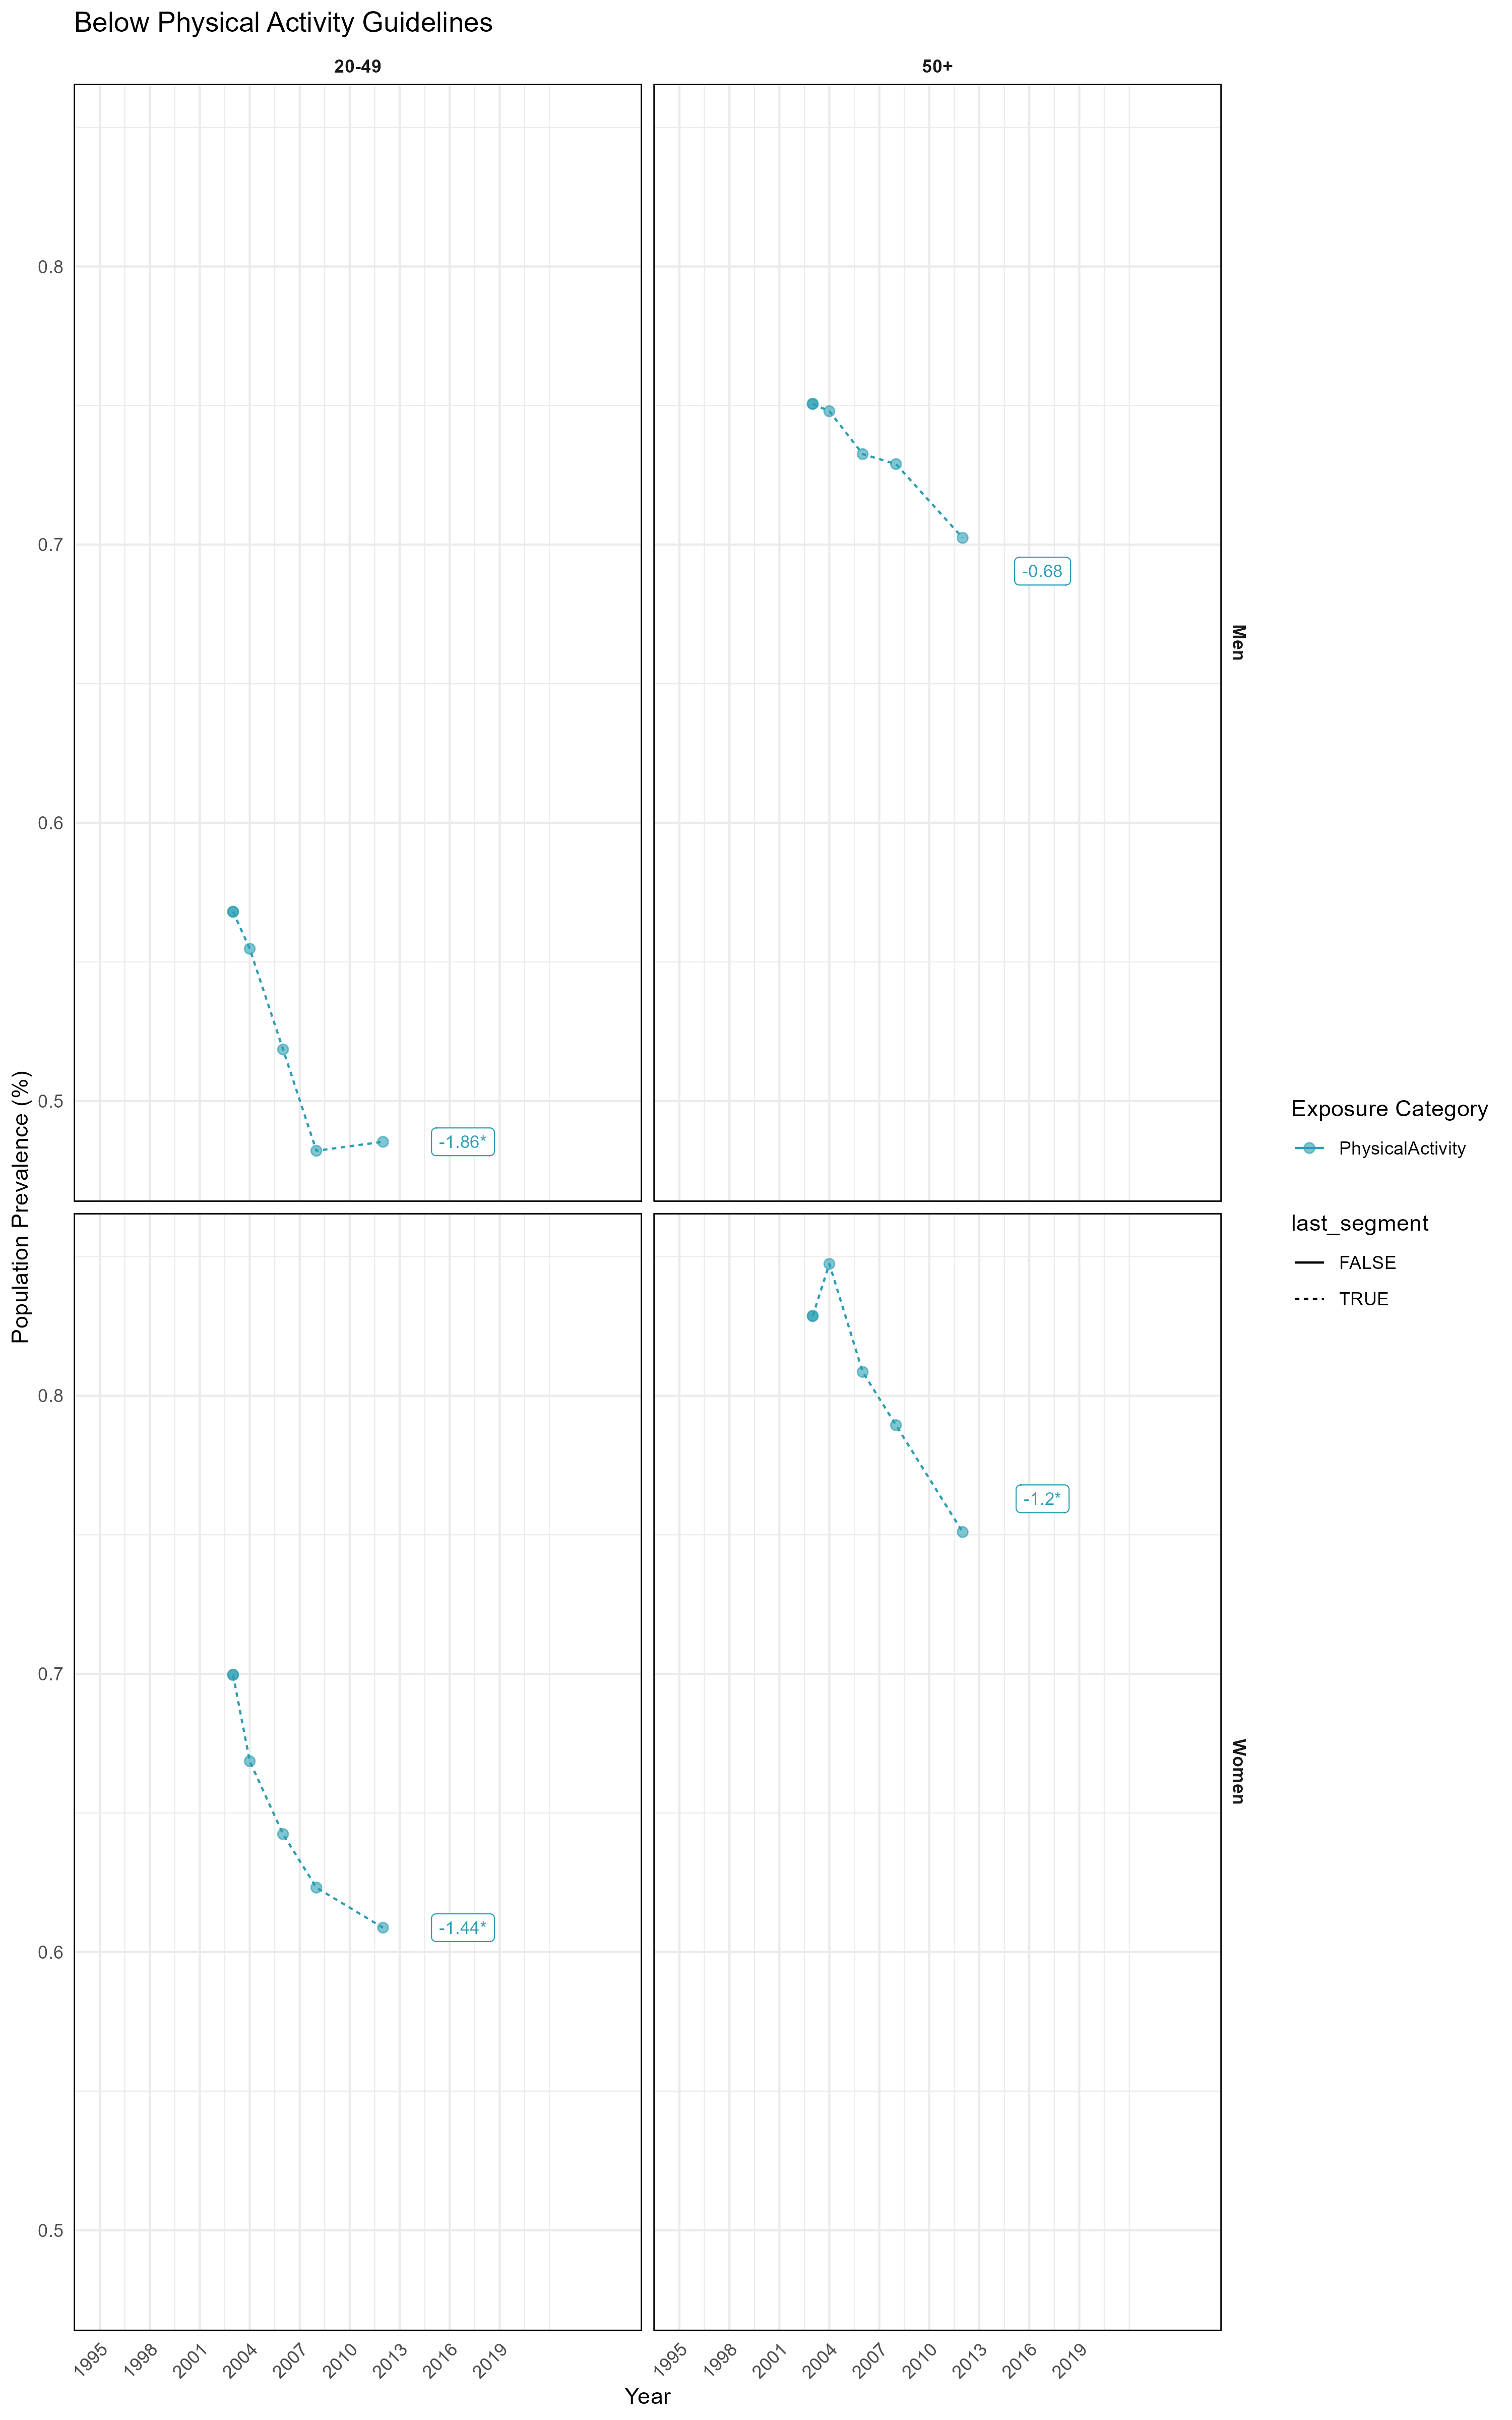 Below Physical Activity Guidelines
20-49
50+
0.8
0.7
0.6
0.5
-0.68
-1.86*
Men
Population Prevalence (%)
Exposure Category
PhysicalActivity
last_segment
FALSE
TRUE
0.8
0.7
0.6
0.5
-1.2*
-1.44*
Women
1995 1998 2001 2004 2007 2010 2013 2016 2019
1995 1998 2001 2004 2007 2010 2013 2016 2019
Year